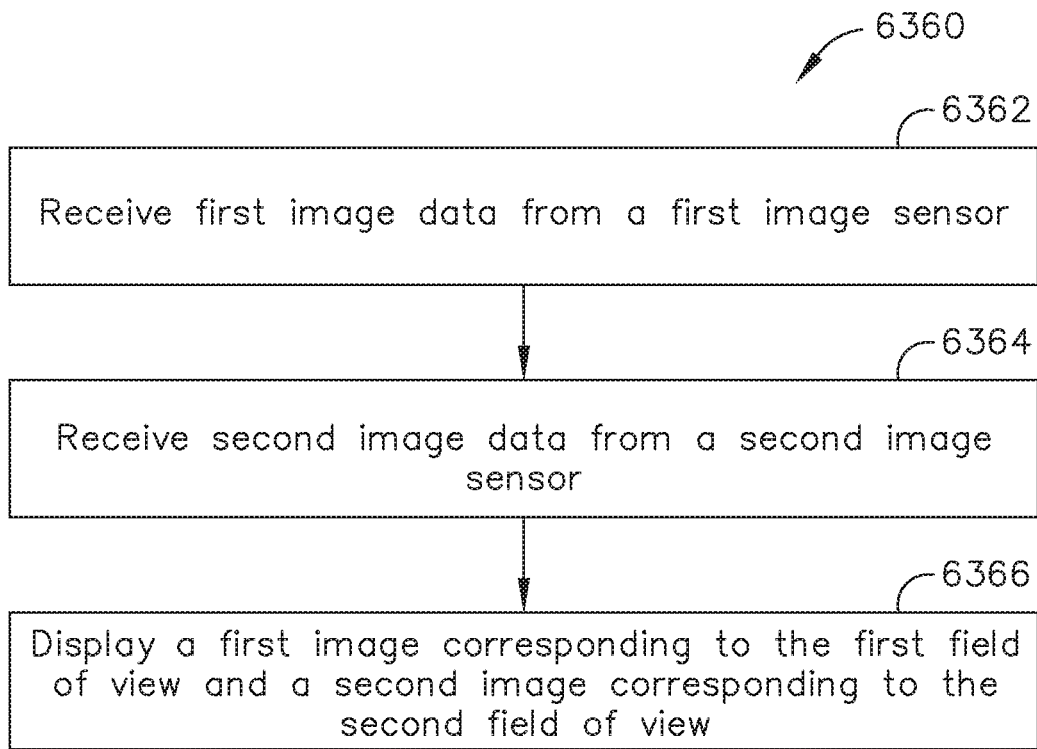 6360
6362
Receive first image data from a first image sensor
6364
Receive second image data from a second image
sensor
6366
Display a first image corresponding to the first field
of view and a second image corresponding to the
second field of view